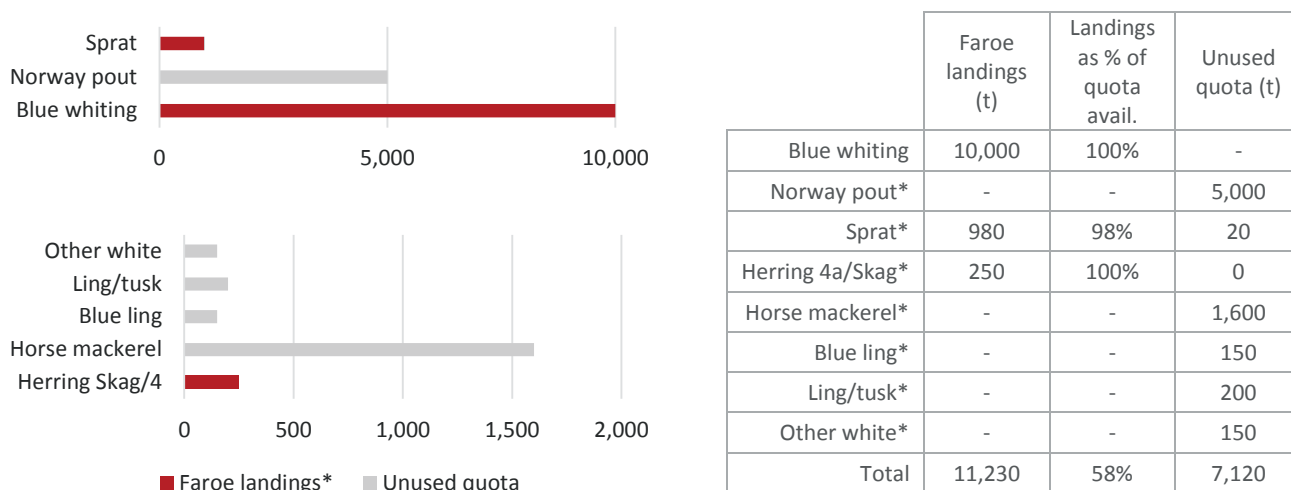 Sprat
Norway pout
Blue whiting
0 5,000 10,000
Other white
Ling/tusk
Blue ling
Horse mackerel
Herring Skag/4
0 500 1,000 1,500 2,000
Faroe landings* Unused quota
Faroe landings (t) Landings as % of quota avail. Unused quota (t)
Blue whiting 10,000 100% -
Norway pout* - - 5,000
Sprat* 980 98% 20
Herring 4a/Skag* 250 100% 0
Horse mackerel* - - 1,600
Blue ling* - - 150
Ling/tusk* - - 200
Other white* - - 150
Total 11,230 58% 7,120